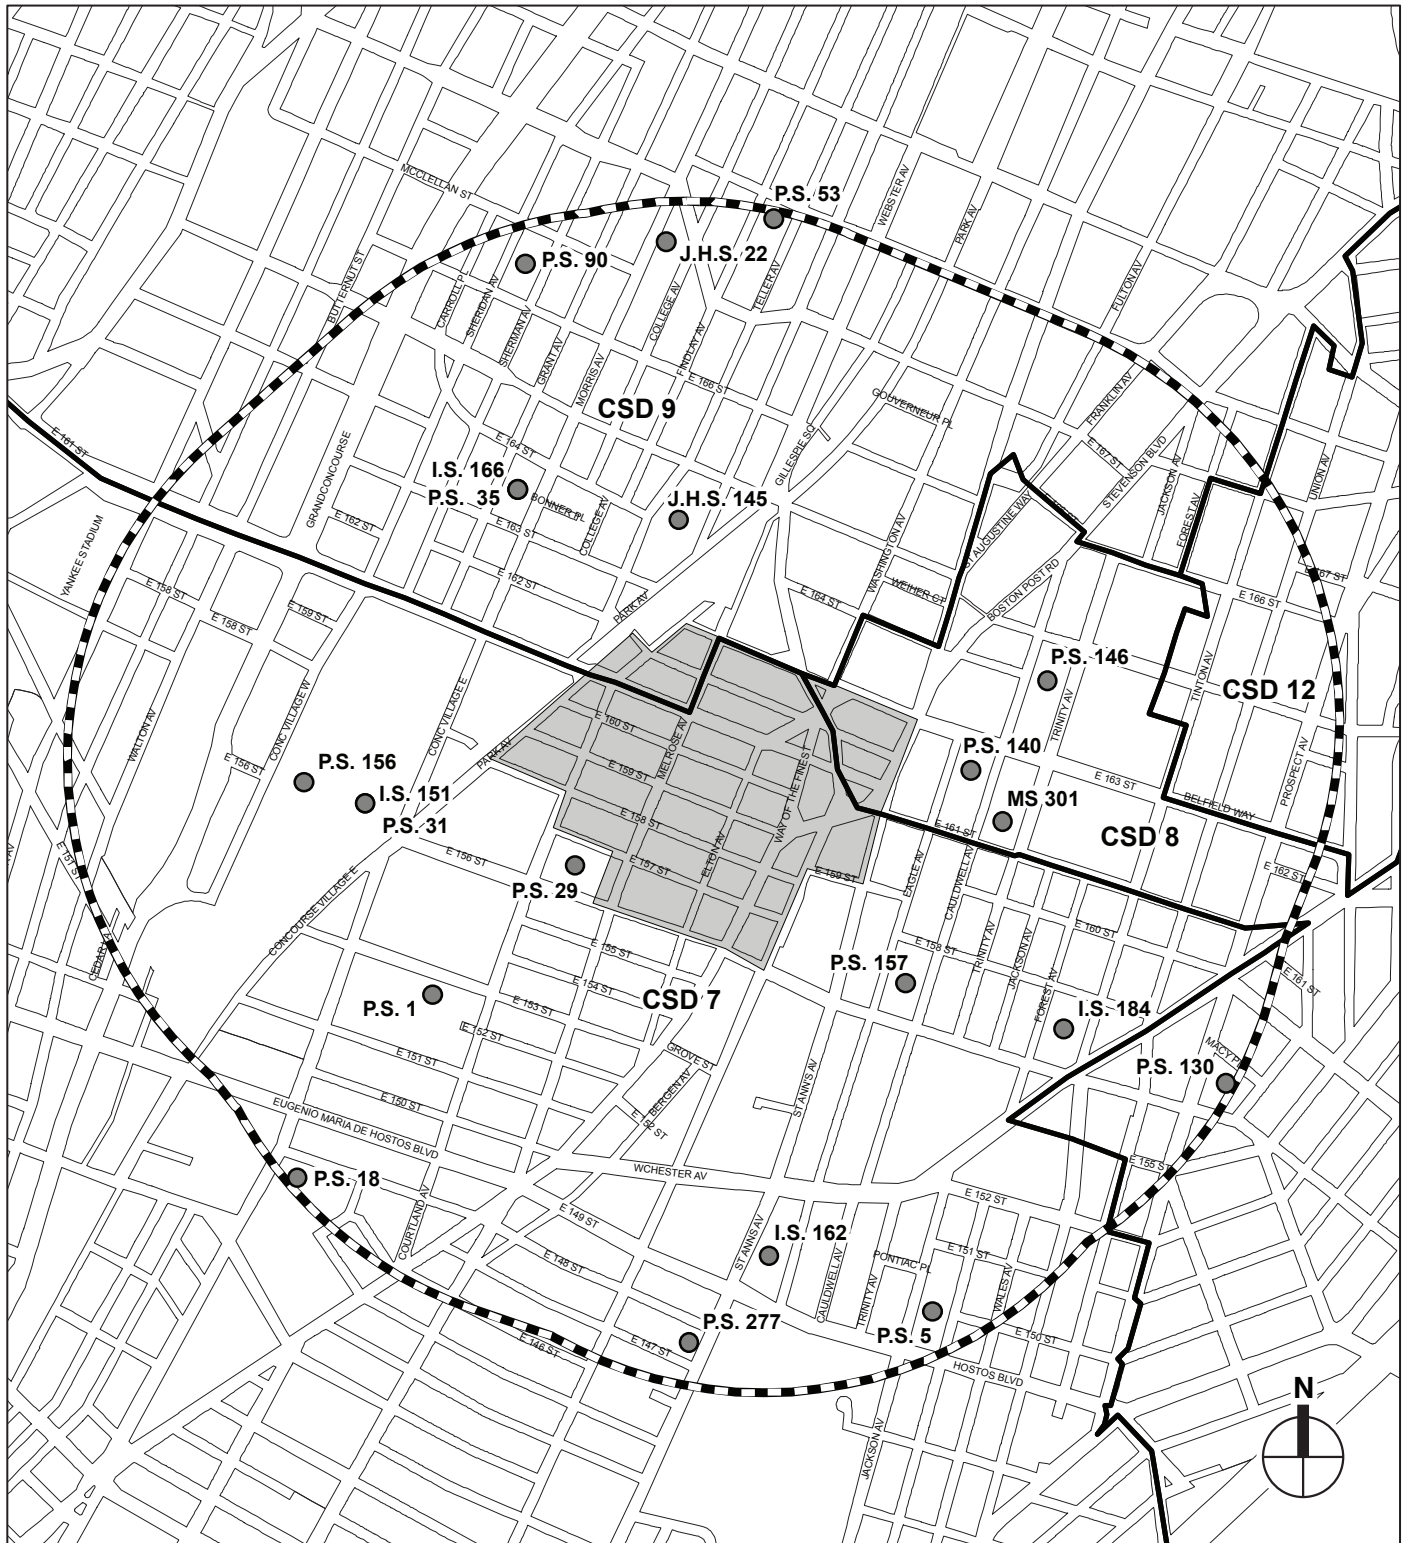 P.S. 53
MCCLELLAN ST
WEBSTER AV
PARK AV
J.H.S. 22
P.S. 90
BUTTERNUT ST
CARROLL P
SHERIDAN AV
SHERMAN AV
COLLEGE AV
TELLER AV
FULTON AV
GRANT AV
MORRIS AV
FINDLAY AV
E 166 ST
CSD 9
GOUVERNEUR PL
FRANKLIN AV
E 161 ST
GRANDCONCOURSE
E 164 ST
GILLESPIE SQ
E 167 ST
STEVENSON BLVD
JACKSON AV
UNION AV
I.S. 166
P.S. 35
BONNER PL
COLLEGE AV
J.H.S. 145
FOREST AV
E 162 ST
E 163 ST
ST AUGUSTINE WAY
YANKEE STADIUM
WASHINGTON AV
E 162 ST
PARK AV
WEIHER CT
BOSTON POST RD
E 167 ST
E 158 ST
E 159 ST
E 164 ST
E 166 ST
E 158 ST
P.S. 146
TINTON AV
CSD 12
WALTON AV
CONC VILLAGE W
CONC VILLAGE E
E 160 ST
MELROSE AV
TRINITY AV
E 156 ST
PARK AV
P.S. 156
E 159 ST
WAY OF THE FINEST
P.S. 140
E 163 ST
PROSPECT AV
I.S. 151
P.S. 31
E 158 ST
MS 301
BELFIELD WAY
E 161 ST
CSD 8
E 151 ST
E 156 ST
E 157 ST
ELTON AV
E 159 ST
EAGLE AV
CAULDWELL AV
E 162 ST
P.S. 29
CONCOURSE VILLAGE E
E 155 ST
E 158 ST
TRINITY AV
JACKSON AV
E 160 ST
P.S. 157
E 161 ST
P.S. 1
E 154 ST
CSD 7
E 153 ST
FOREST AV
I.S. 184
E 152 ST
E 151 ST
GROVE ST
MACY PL
P.S. 130
BERGEN AV
ST ANN'S AV
E 150 ST
EUGENIO MARIA DE HOSTOS BLVD
E 152 ST
E 155 ST
P.S. 18
WCHESTER AV
E 152 ST
COURTLAND AV
E 149 ST
ST ANNS AV
I.S. 162
E 148 ST
CAULDWELL AV
PONTIAC PL
E 151 ST
TRINITY AV
WALES AV
P.S. 277
P.S. 5
E 146 ST
E 147 ST
E 150 ST
HOSTOS BLVD
JACKSON AV
N